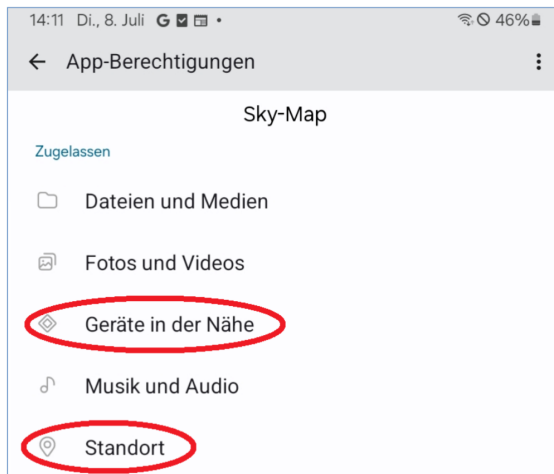 14:11 Di., 8. Juli G
46%
App-Berechtigungen
Sky-Map
Zugelassen
Dateien und Medien
Fotos und Videos
Geräte in der Nähe
Musik und Audio
Standort